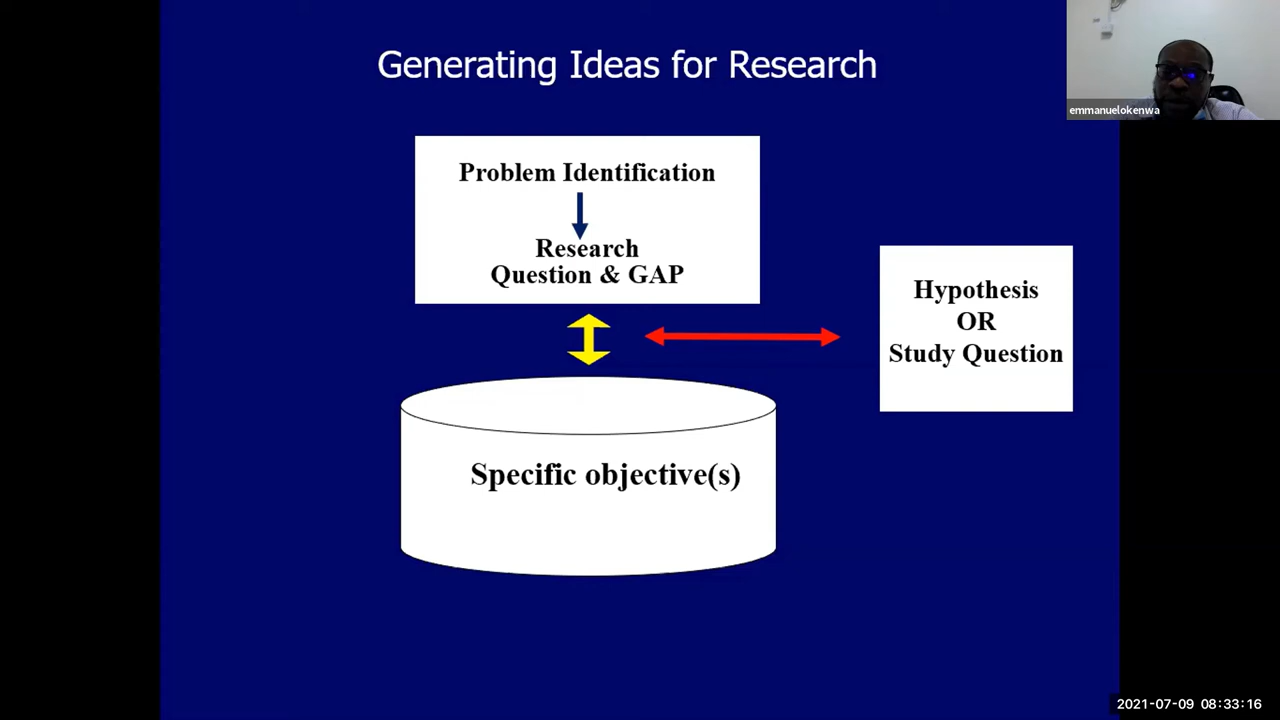 Generating Ideas for Research
emmanuelokenwa
Problem Identification
Research
Question & GAP
Hypothesis
OR
Study Question
Specific objective(s)
2021-07-09 08:33:16